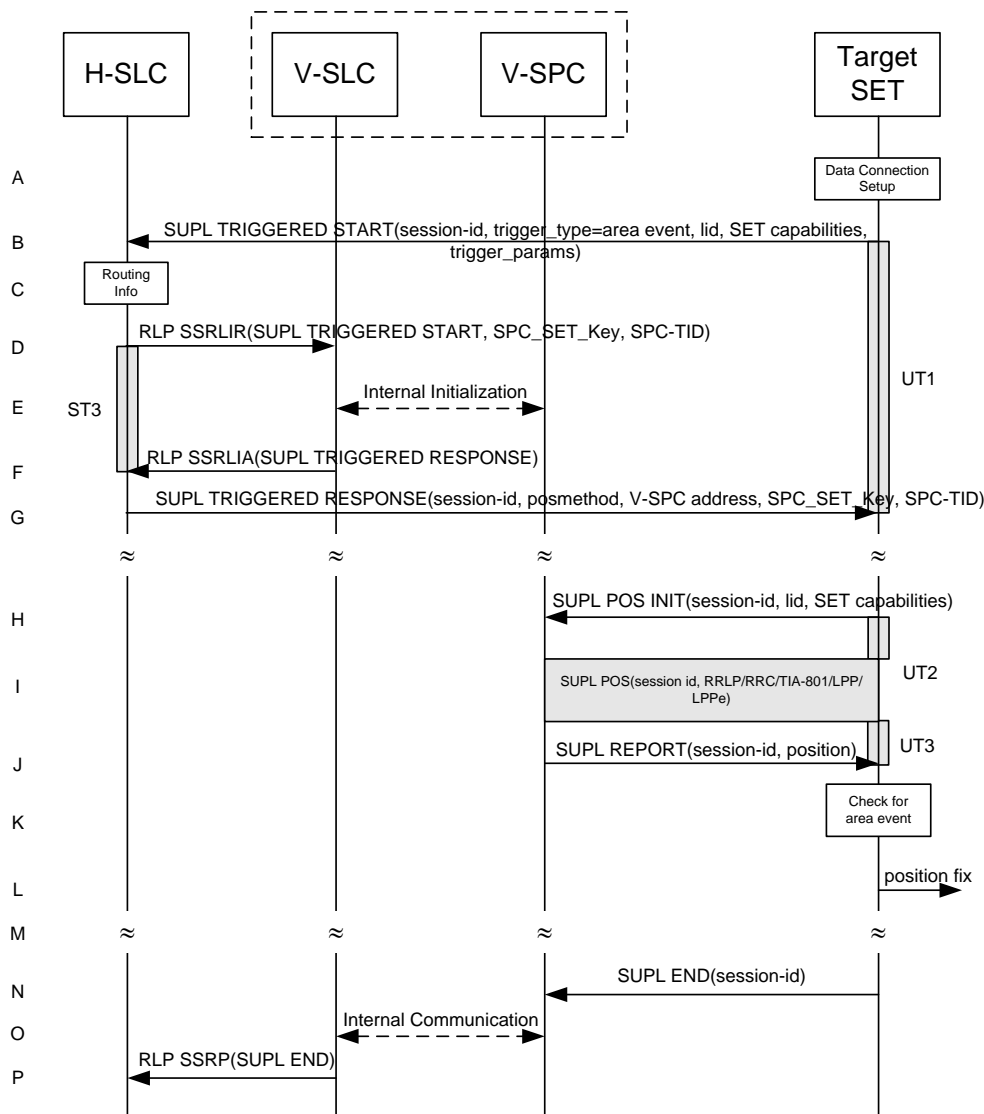 H-SLC
V-SLC
V-SPC
Target
SET
A
Data Connection
Setup
B
SUPL TRIGGERED START(session-id, trigger_type=area event, lid, SET capabilities,
trigger_params)
C
Routing
Info
D
RLP SSRLIR(SUPL TRIGGERED START, SPC_SET_Key, SPC-TID)
UT1
E
ST3
Internal Initialization
F
RLP SSRLIA(SUPL TRIGGERED RESPONSE)
G
SUPL TRIGGERED RESPONSE(session-id, posmethod, V-SPC address, SPC_SET_Key, SPC-TID)
≈ ≈ ≈ ≈
H
SUPL POS INIT(session-id, lid, SET capabilities)
UT2
I
SUPL POS(session id, RRLP/RRC/TIA-801/LPP/
LPPe)
UT3
J
SUPL REPORT(session-id, position)
K
Check for
area event
L
position fix
M
≈ ≈ ≈ ≈
N
SUPL END(session-id)
O
Internal Communication
P
RLP SSRP(SUPL END)